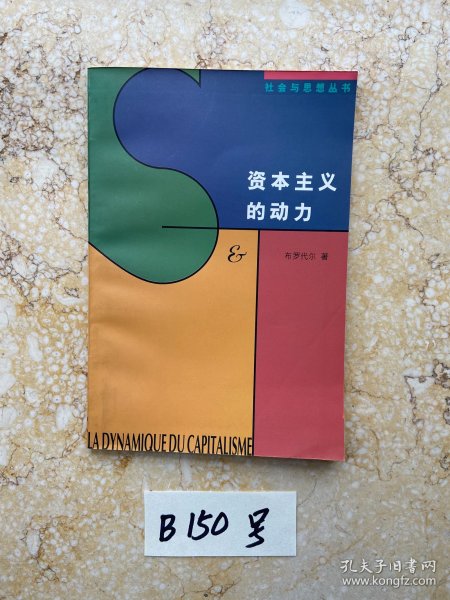 社会与思想丛书
资本主义
的动力
&
布罗代尔 著
LA DYNAMIQUE DU CAPITALISME
B 150 号
孔夫子旧书网
www.kongfz.com